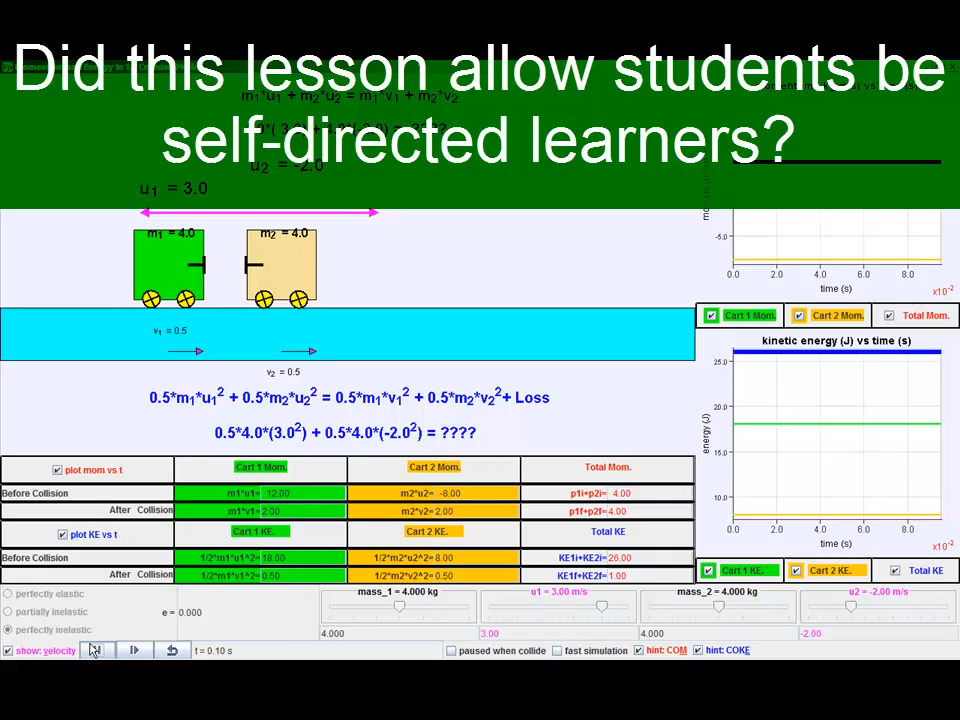 Did this lesson allow students be
self-directed learners?
m1*u1 + m2*u2 = m1*v1 + m2*v2
u2 = -2.0
u1 = 3.0
m1 = 4.0
m2 = 4.0
v1 = 0.5
v2 = 0.5
0.5*m1*u1^2 + 0.5*m2*u2^2 = 0.5*m1*v1^2 + 0.5*m2*v2^2+ Loss
0.5*4.0*(3.0^2) + 0.5*4.0*(-2.0^2) = ????
-5.0
0.0 2.0 4.0 6.0 8.0
time (s)
x10^-2
Cart 1 Mom. Cart 2 Mom. Total Mom.
kinetic energy (J) vs time (s)
25.0
20.0
15.0
10.0
energy (J)
0.0 2.0 4.0 6.0 8.0
time (s)
x10^-2
Cart 1 KE. Cart 2 KE. Total KE
plot mom vs t Cart 1 Mom. Cart 2 Mom. Total Mom.
Before Collision m1*u1= 12.00 m2*u2= -8.00 p1i+p2i= 4.00
After Collision m1*v1= 2.00 m2*v2= 2.00 p1f+p2f= 4.00
plot KE vs t Cart 1 KE. Cart 2 KE. Total KE
Before Collision 1/2*m1*u1^2= 18.00 1/2*m2*u2^2= 8.00 KE1i+KE2i= 26.00
After Collision 1/2*m1*v1^2= 0.50 1/2*m2*v2^2= 0.50 KE1f+KE2f= 1.00
perfectly elastic
partially inelastic
perfectly inelastic
e = 0.000
mass_1 = 4.000 kg u1 = 3.00 m/s mass_2 = 4.000 kg u2 = -2.00 m/s
4.000 3.00 4.000 -2.00
show: velocity t = 0.10 s paused when collide fast simulation hint: COM hint: COKE